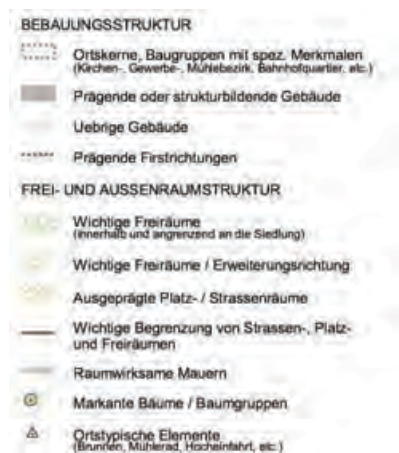 BEBAUUNGSSTRUKTUR
Ortskerne, Baugruppen mit spez. Merkmalen
(Kirchen-, Gewerbe-, Mühlebezirk, Bahnhofquartier, etc.)
Prägende oder strukturbildende Gebäude
Uebrige Gebäude
Prägende Firstrichtungen
FREI- UND AUSSENRAUMSTRUKTUR
Wichtige Freiräume
(innerhalb und angrenzend an die Siedlung)
Wichtige Freiräume / Erweiterungsrichtung
Ausgeprägte Platz- / Strassenräume
Wichtige Begrenzung von Strassen-, Platz-
und Freiräumen
Raumwirksame Mauern
Markante Bäume / Baumgruppen
Ortstypische Elemente
(Brunnen, Mühlerad, Hocheinfahrt, etc.)